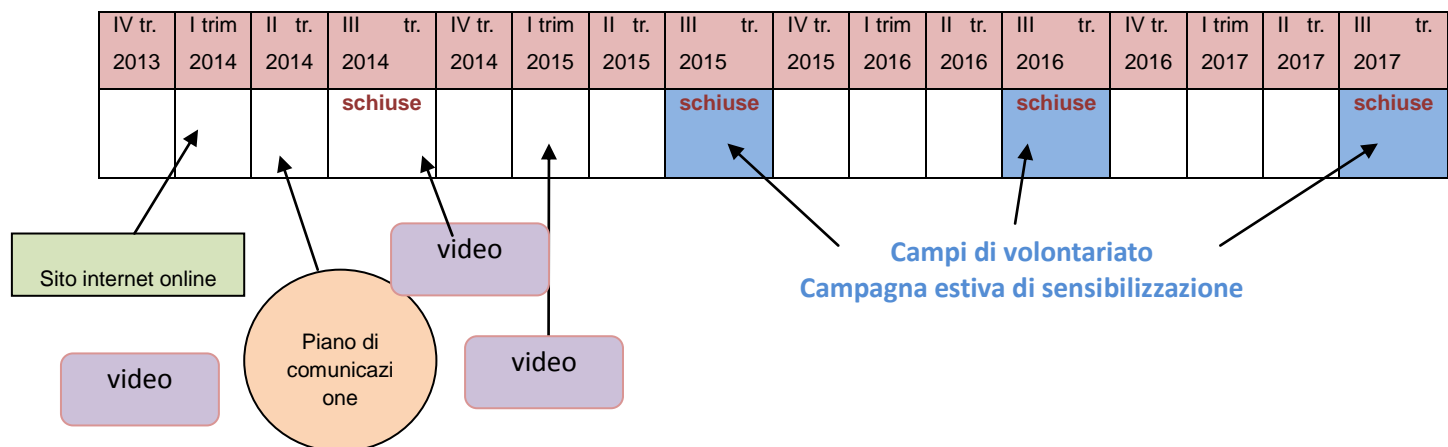 IV tr. I trim II tr. III tr. IV tr. I trim II tr. III tr. IV tr. I trim II tr. III tr. IV tr. I trim II tr. III tr.
2013 2014 2014 2014 2014 2015 2015 2015 2015 2016 2016 2016 2016 2017 2017 2017
schiuse schiuse schiuse schiuse
video
Campi di volontariato
Campagna estiva di sensibilizzazione
Sito internet online
Piano di
comunicazi
one
video
video